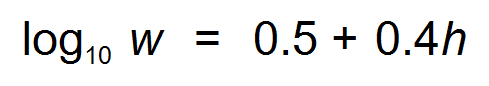 log₁₀ w = 0.5 + 0.4h